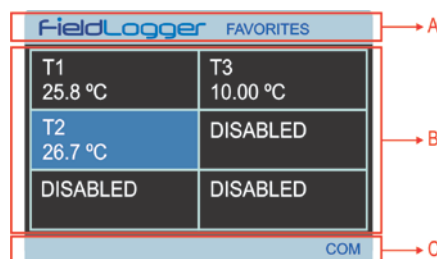 FieldLogger FAVORITES
A
T1
25.8 ºC
T3
10.00 ºC
B
T2
26.7 ºC
DISABLED
DISABLED
DISABLED
COM
C